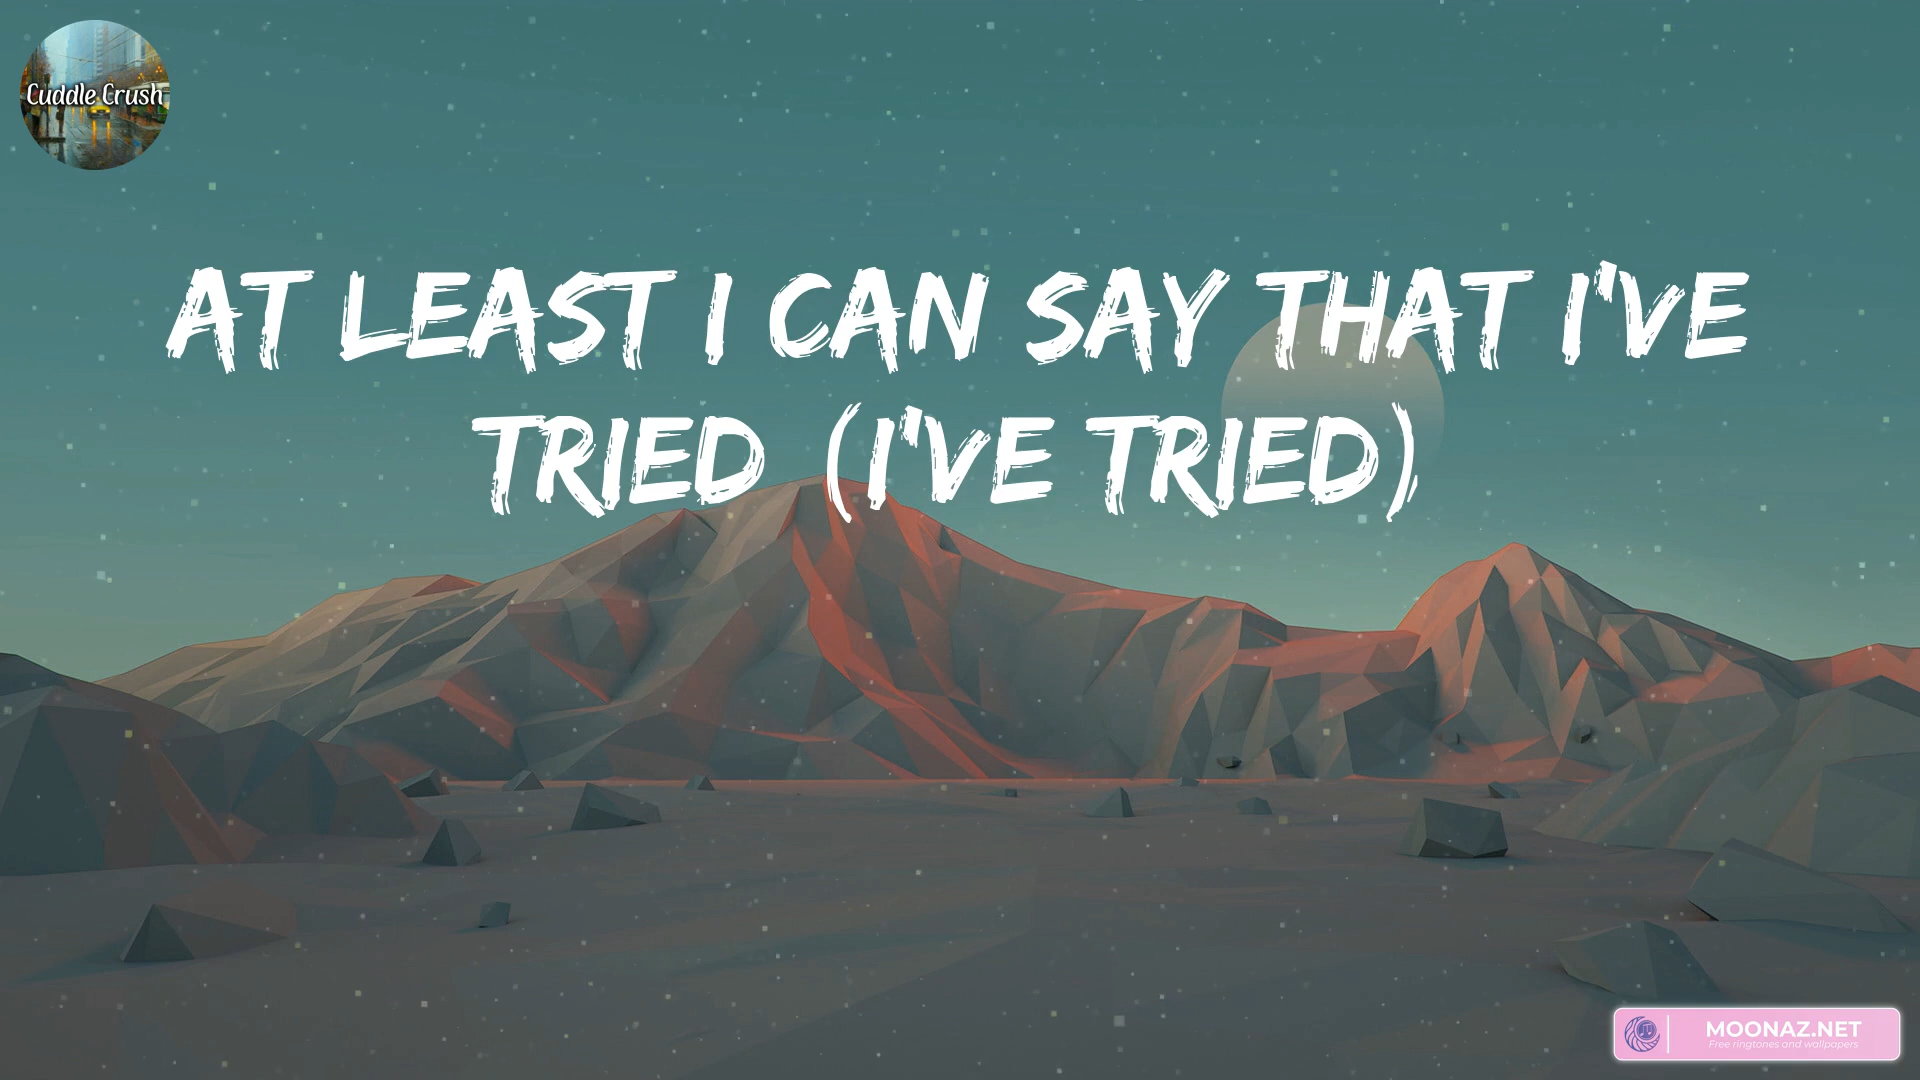 Cuddle Crush
AT LEAST I CAN SAY THAT I'VE
TRIED (I'VE TRIED)
MOONAZ.NET
Free ringtones and wallpapers